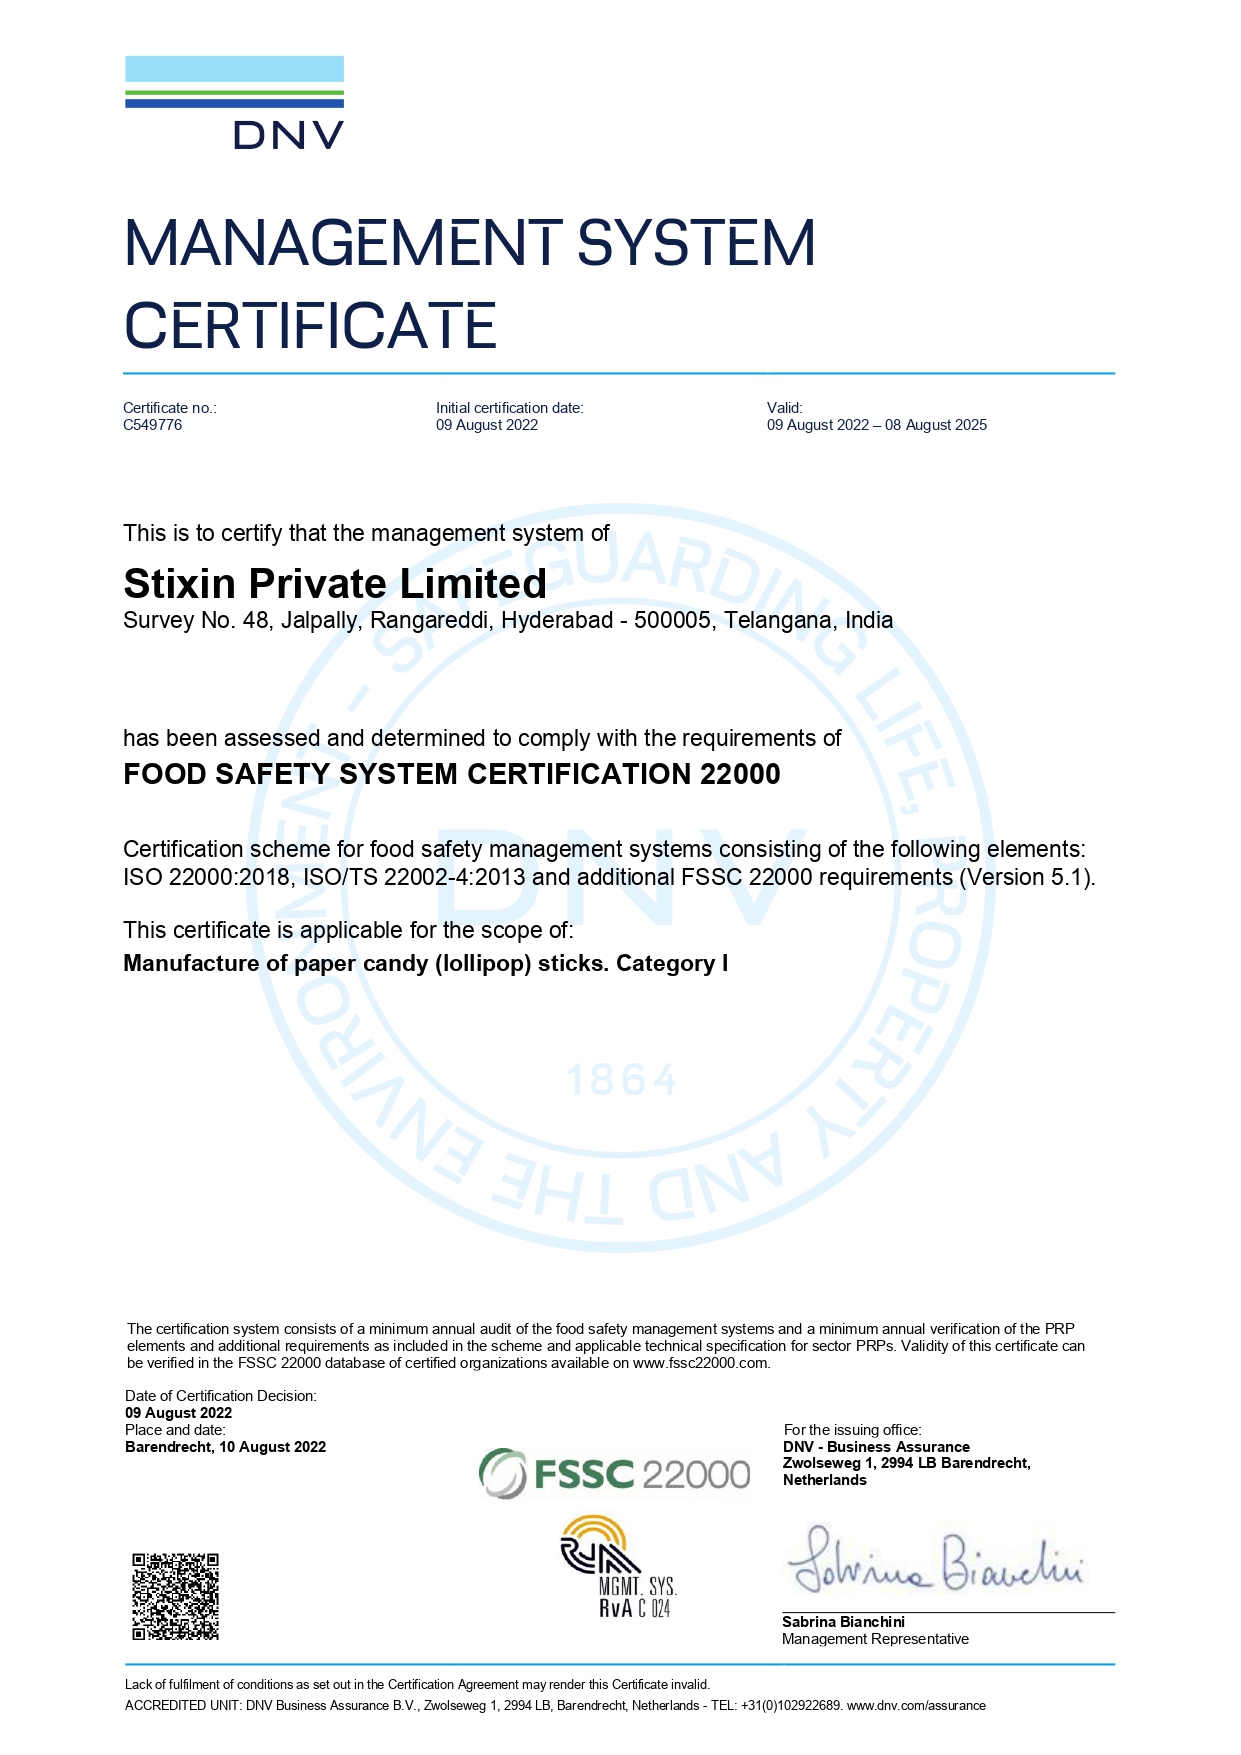 DNV
MANAGEMENT SYSTEM
CERTIFICATE
Certificate no.:
C549776
Initial certification date:
09 August 2022
Valid:
09 August 2022 – 08 August 2025
This is to certify that the management system of
Stixin Private Limited
Survey No. 48, Jalpally, Rangareddi, Hyderabad - 500005, Telangana, India
has been assessed and determined to comply with the requirements of
FOOD SAFETY SYSTEM CERTIFICATION 22000
Certification scheme for food safety management systems consisting of the following elements:
ISO 22000:2018, ISO/TS 22002-4:2013 and additional FSSC 22000 requirements (Version 5.1).
This certificate is applicable for the scope of:
Manufacture of paper candy (lollipop) sticks. Category I
SAFEGUARDING LIFE, PROPERTY AND THE ENVIRONMENT -
DNV
1864
The certification system consists of a minimum annual audit of the food safety management systems and a minimum annual verification of the PRP
elements and additional requirements as included in the scheme and applicable technical specification for sector PRPs. Validity of this certificate can
be verified in the FSSC 22000 database of certified organizations available on www.fssc22000.com.
Date of Certification Decision:
09 August 2022
Place and date:
Barendrecht, 10 August 2022
FSSC 22000
RvA
MGMT. SYS.
RvA C 024
For the issuing office:
DNV - Business Assurance
Zwolseweg 1, 2994 LB Barendrecht,
Netherlands
Sabrina Bianchini
Sabrina Bianchini
Management Representative
Lack of fulfilment of conditions as set out in the Certification Agreement may render this Certificate invalid.
ACCREDITED UNIT: DNV Business Assurance B.V., Zwolseweg 1, 2994 LB, Barendrecht, Netherlands - TEL: +31(0)102922689. www.dnv.com/assurance